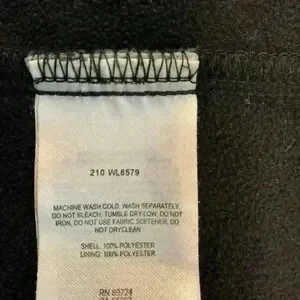 210 WL6579
MACHINE WASH COLD, WASH SEPARATELY,
DO NOT BLEACH, TUMBLE DRY LOW, DO NOT
IRON, DO NOT USE FABRIC SOFTENER, DO
NOT DRYCLEAN
SHELL: 100% POLYESTER
LINING: 100% POLYESTER
RN 69724